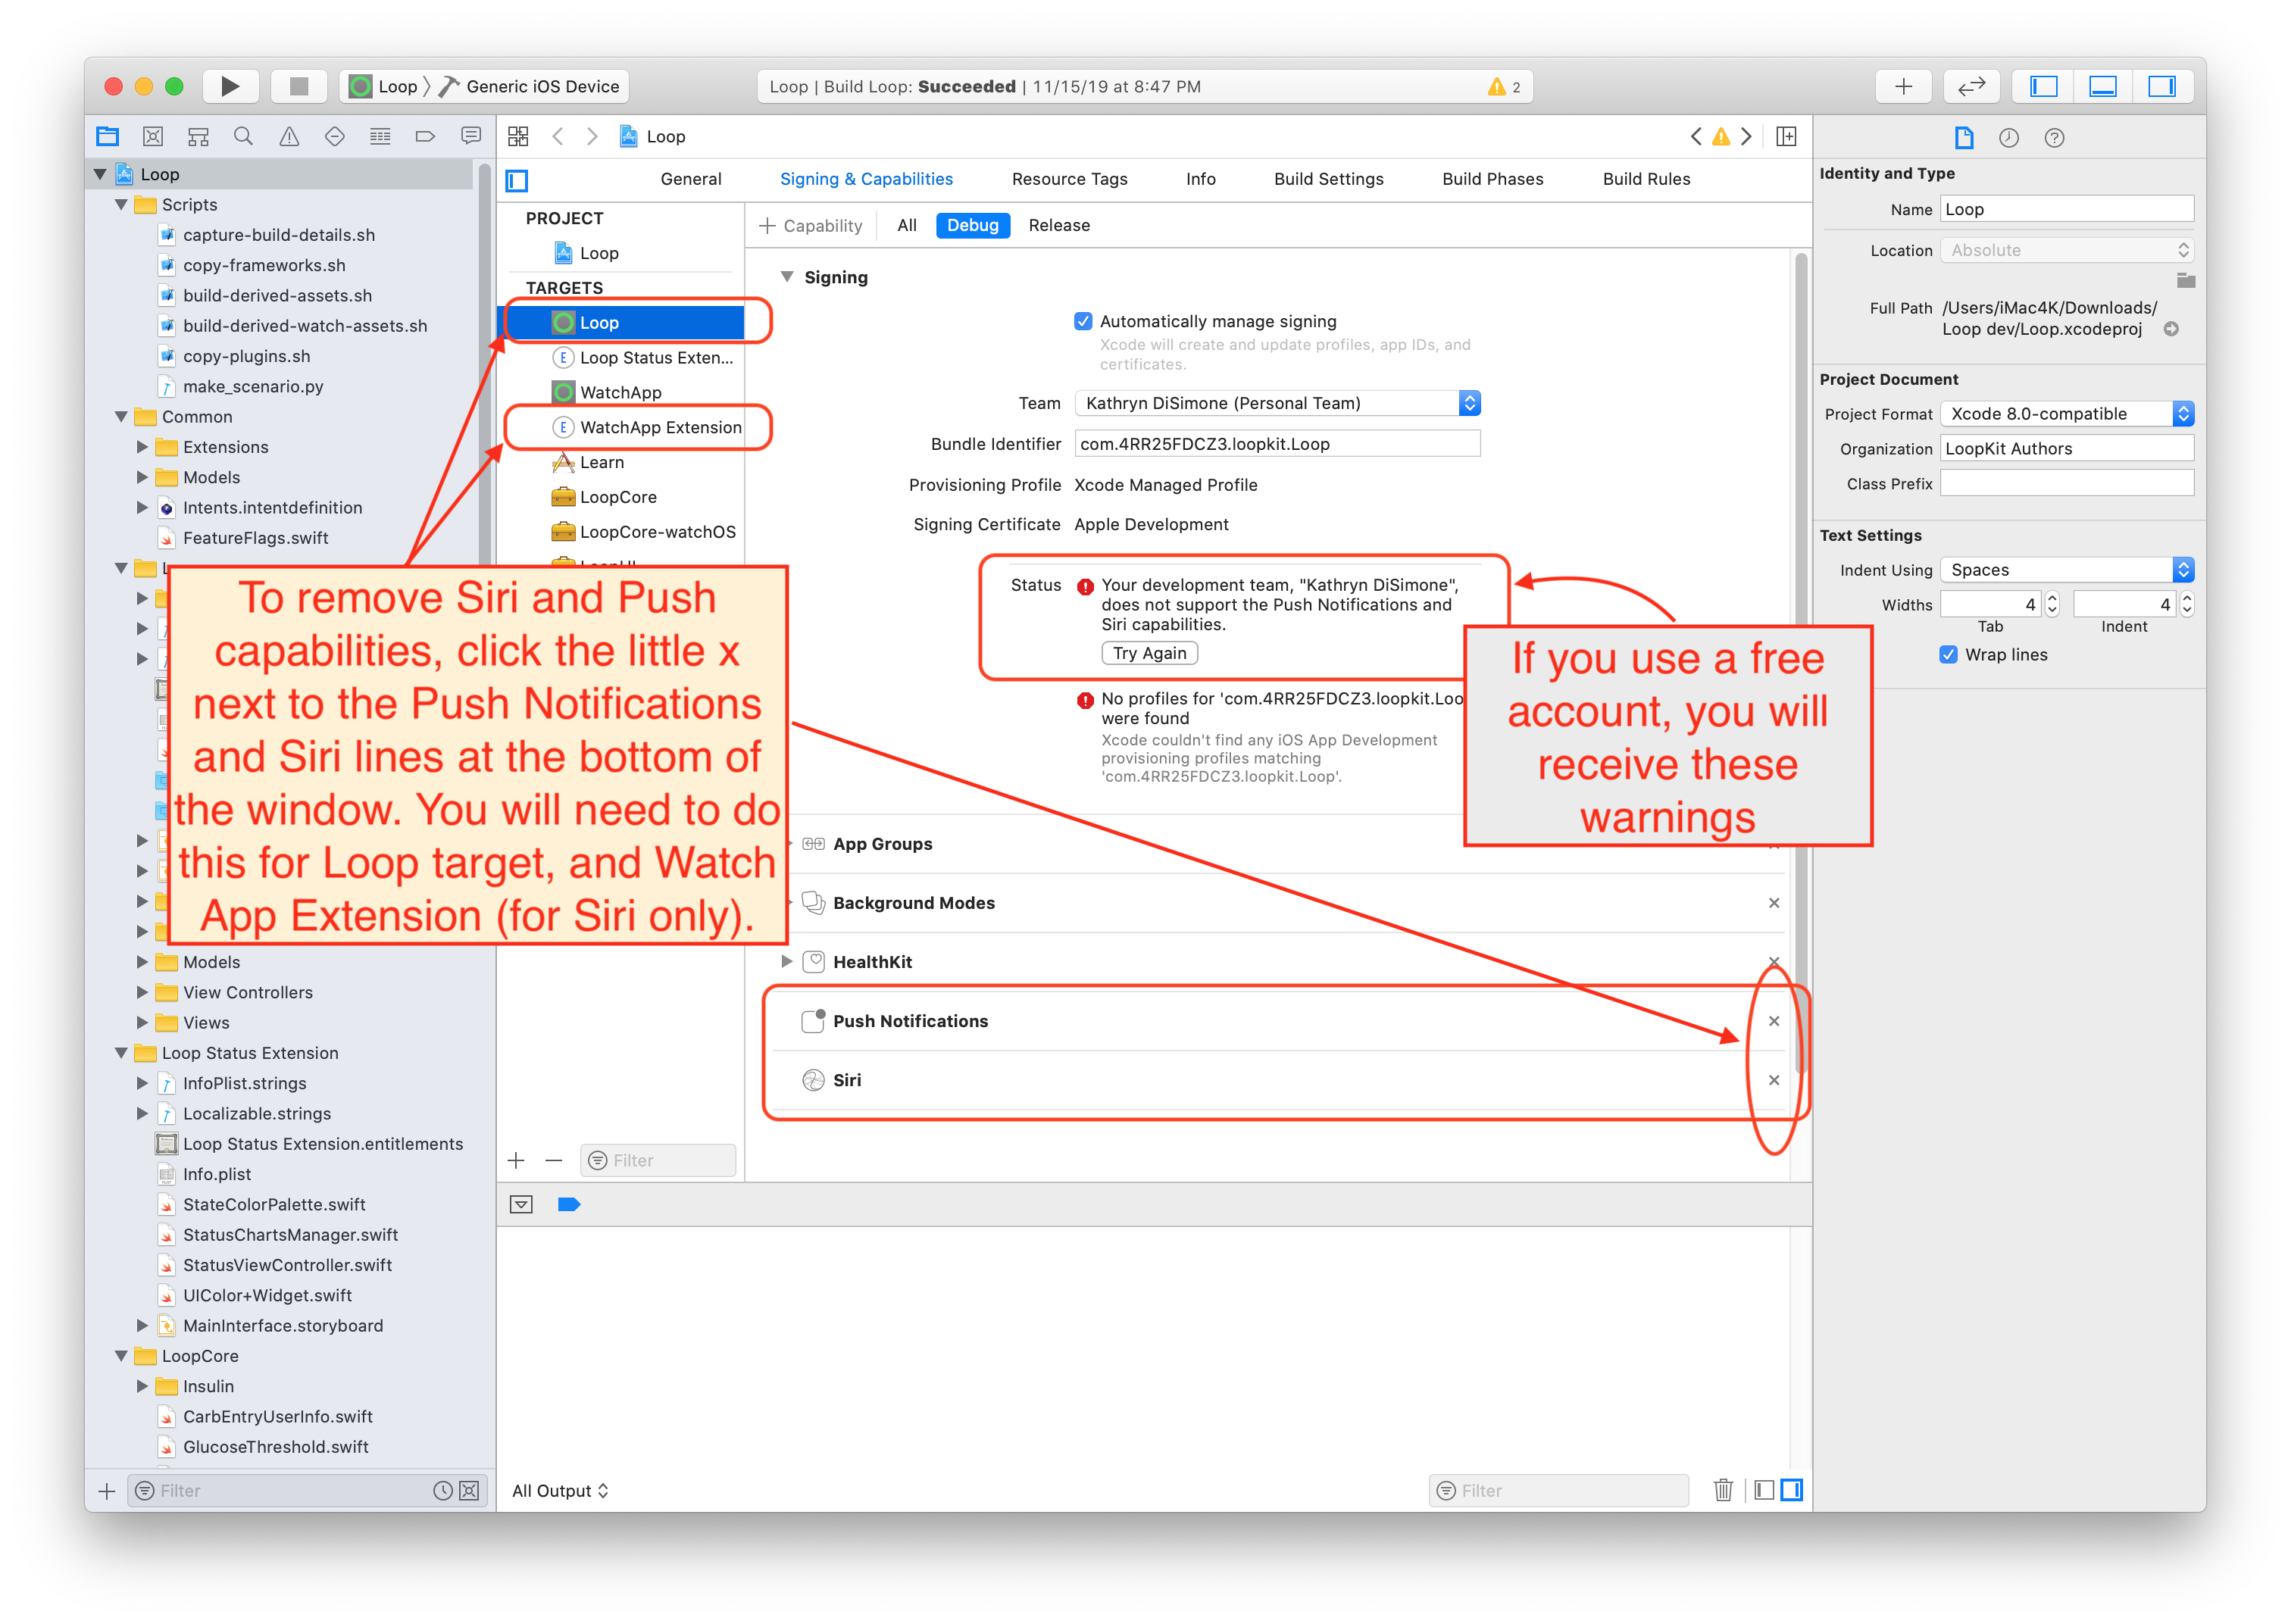 Loop
Generic iOS Device
Loop | Build Loop: Succeeded | 11/15/19 at 8:47 PM
2
Loop
Scripts
capture-build-details.sh
copy-frameworks.sh
build-derived-assets.sh
build-derived-watch-assets.sh
copy-plugins.sh
make_scenario.py
Common
Extensions
Models
Intents.intentdefinition
FeatureFlags.swift
To remove Siri and Push
capabilities, click the little x
next to the Push Notifications
and Siri lines at the bottom of
the window. You will need to do
this for Loop target, and Watch
App Extension (for Siri only).
Models
View Controllers
Views
Loop Status Extension
InfoPlist.strings
Localizable.strings
Loop Status Extension.entitlements
Info.plist
StateColorPalette.swift
StatusChartsManager.swift
StatusViewController.swift
UIColor+Widget.swift
MainInterface.storyboard
LoopCore
Insulin
CarbEntryUserInfo.swift
GlucoseThreshold.swift
Filter
Loop
General
Signing & Capabilities
Resource Tags
Info
Build Settings
Build Phases
Build Rules
PROJECT
Loop
TARGETS
Loop
Loop Status Exten...
WatchApp
WatchApp Extension
Learn
LoopCore
LoopCore-watchOS
Filter
Capability
All
Debug
Release
Signing
Automatically manage signing
Xcode will create and update profiles, app IDs, and
certificates.
Team
Kathryn DiSimone (Personal Team)
Bundle Identifier
com.4RR25FDCZ3.loopkit.Loop
Provisioning Profile
Xcode Managed Profile
Signing Certificate
Apple Development
Status
Your development team, "Kathryn DiSimone",
does not support the Push Notifications and
Siri capabilities.
Try Again
No profiles for 'com.4RR25FDCZ3.loopkit.Loo
were found
Xcode couldn't find any iOS App Development
provisioning profiles matching
'com.4RR25FDCZ3.loopkit.Loop'.
If you use a free
account, you will
receive these
warnings
App Groups
Background Modes
HealthKit
Push Notifications
Siri
All Output
Filter
Identity and Type
Name
Loop
Location
Absolute
Full Path
/Users/iMac4K/Downloads/
Loop dev/Loop.xcodeproj
Project Document
Project Format
Xcode 8.0-compatible
Organization
LoopKit Authors
Class Prefix
Text Settings
Indent Using
Spaces
Widths
4
4
Tab
Indent
Wrap lines